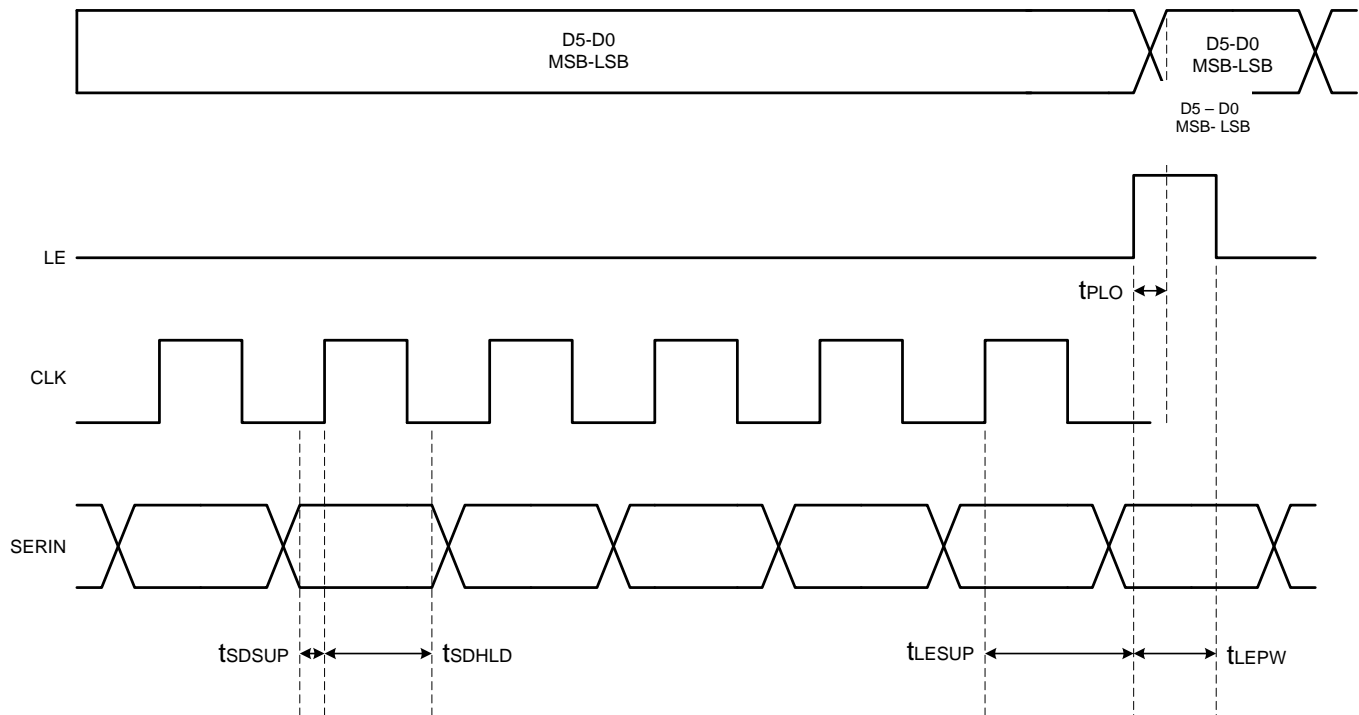 D5-D0
MSB-LSB
D5-D0
MSB-LSB
D5 – D0
MSB- LSB
LE
tPLO
CLK
SERIN
tSDSUP
tSDHLD
tLESUP
tLEPW